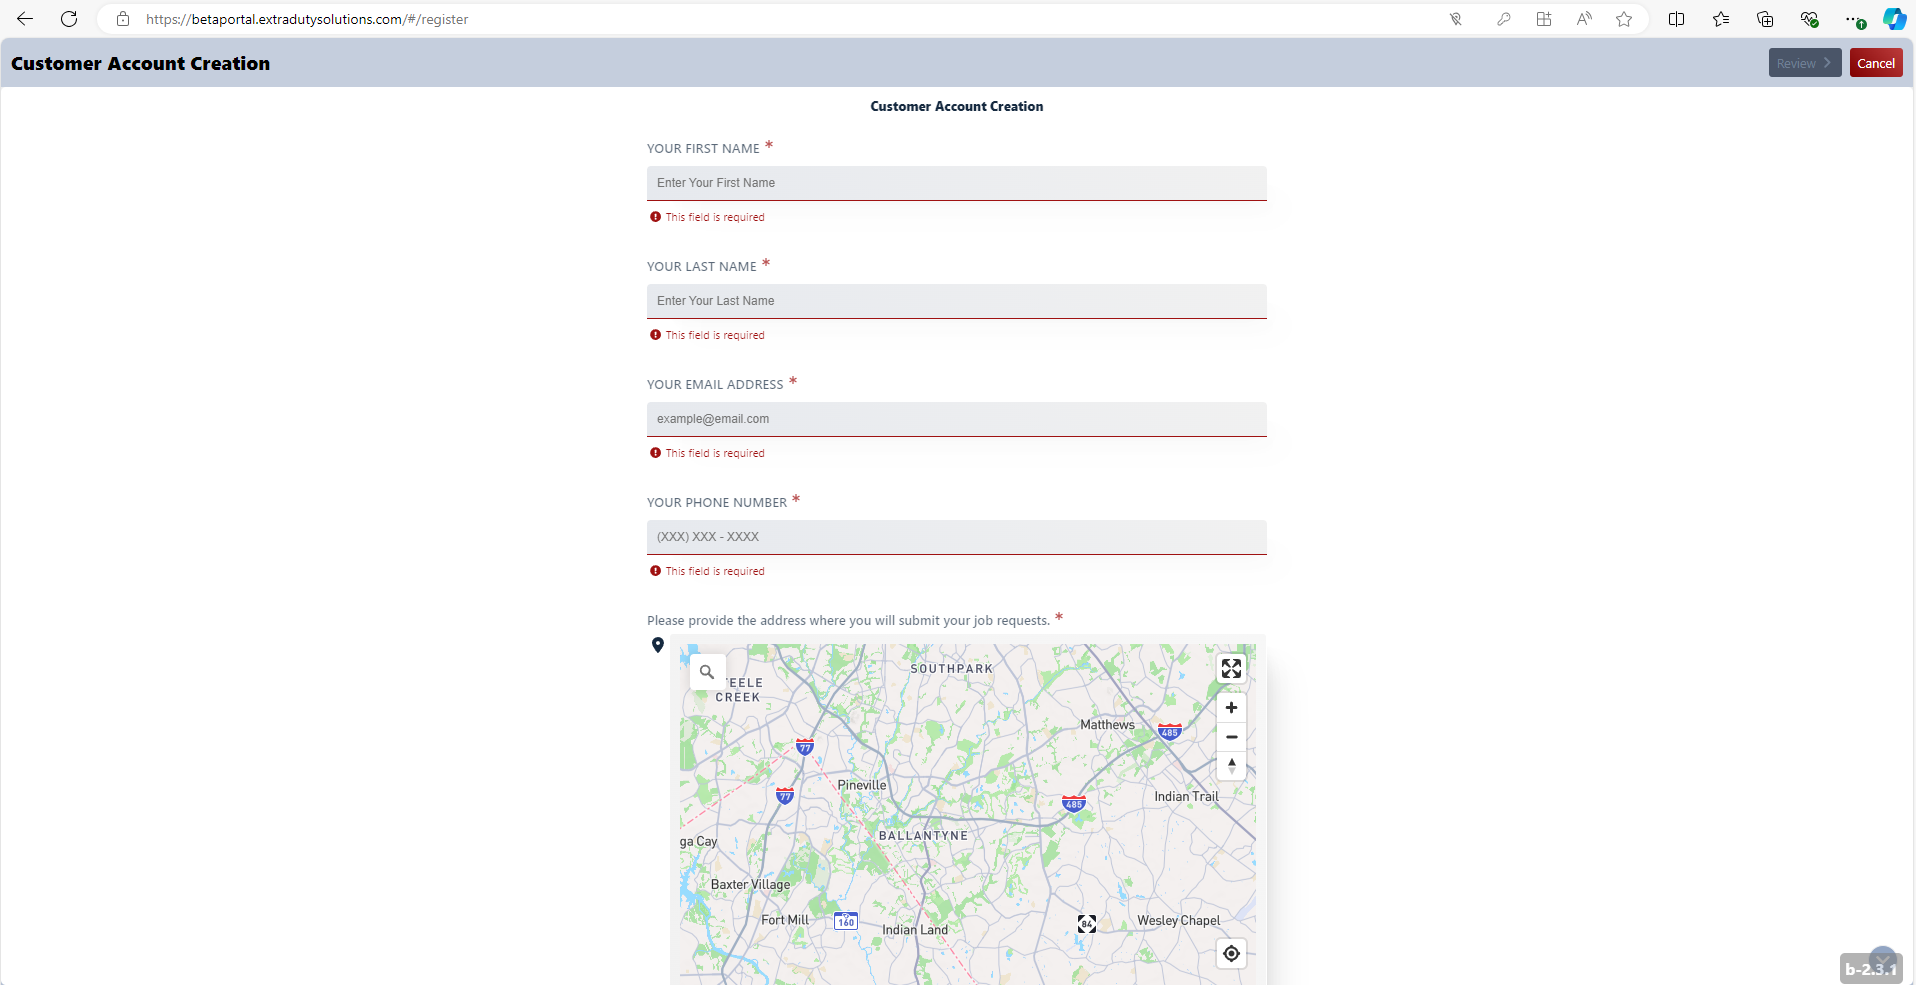 https://betaportal.extradutysolutions.com/#/register
Customer Account Creation
Review
Cancel
Customer Account Creation
YOUR FIRST NAME *
Enter Your First Name
This field is required
YOUR LAST NAME *
Enter Your Last Name
This field is required
YOUR EMAIL ADDRESS *
example@email.com
This field is required
YOUR PHONE NUMBER *
(XXX) XXX - XXXX
This field is required
Please provide the address where you will submit your job requests. *
SOUTHPARK
TEELE
CREEK
Matthews
485
77
Pineville
77
485
Indian Trail
BALLANTYNE
ga Cay
Baxter Village
Fort Mill
160
Indian Land
84
Wesley Chapel
b-2.3.1